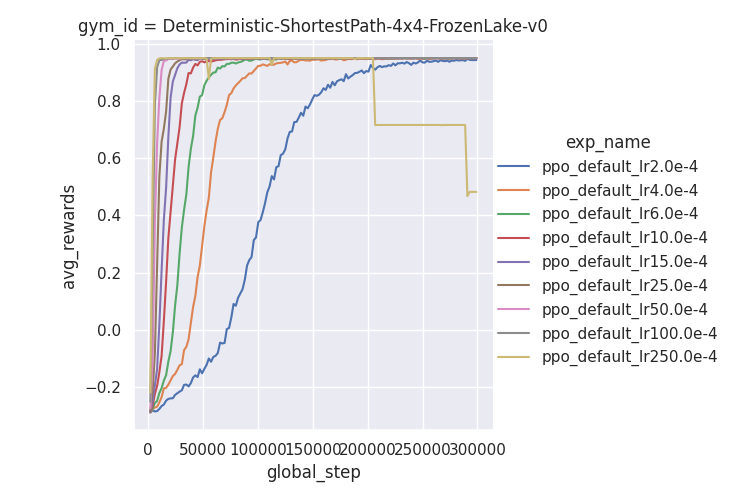 gym_id = Deterministic-ShortestPath-4x4-FrozenLake-v0
1.0
0.8
0.6
0.4
0.2
0.0
−0.2
avg_rewards
0 50000 100000 150000 200000 250000 300000
global_step
exp_name
ppo_default_lr2.0e-4
ppo_default_lr4.0e-4
ppo_default_lr6.0e-4
ppo_default_lr10.0e-4
ppo_default_lr15.0e-4
ppo_default_lr25.0e-4
ppo_default_lr50.0e-4
ppo_default_lr100.0e-4
ppo_default_lr250.0e-4